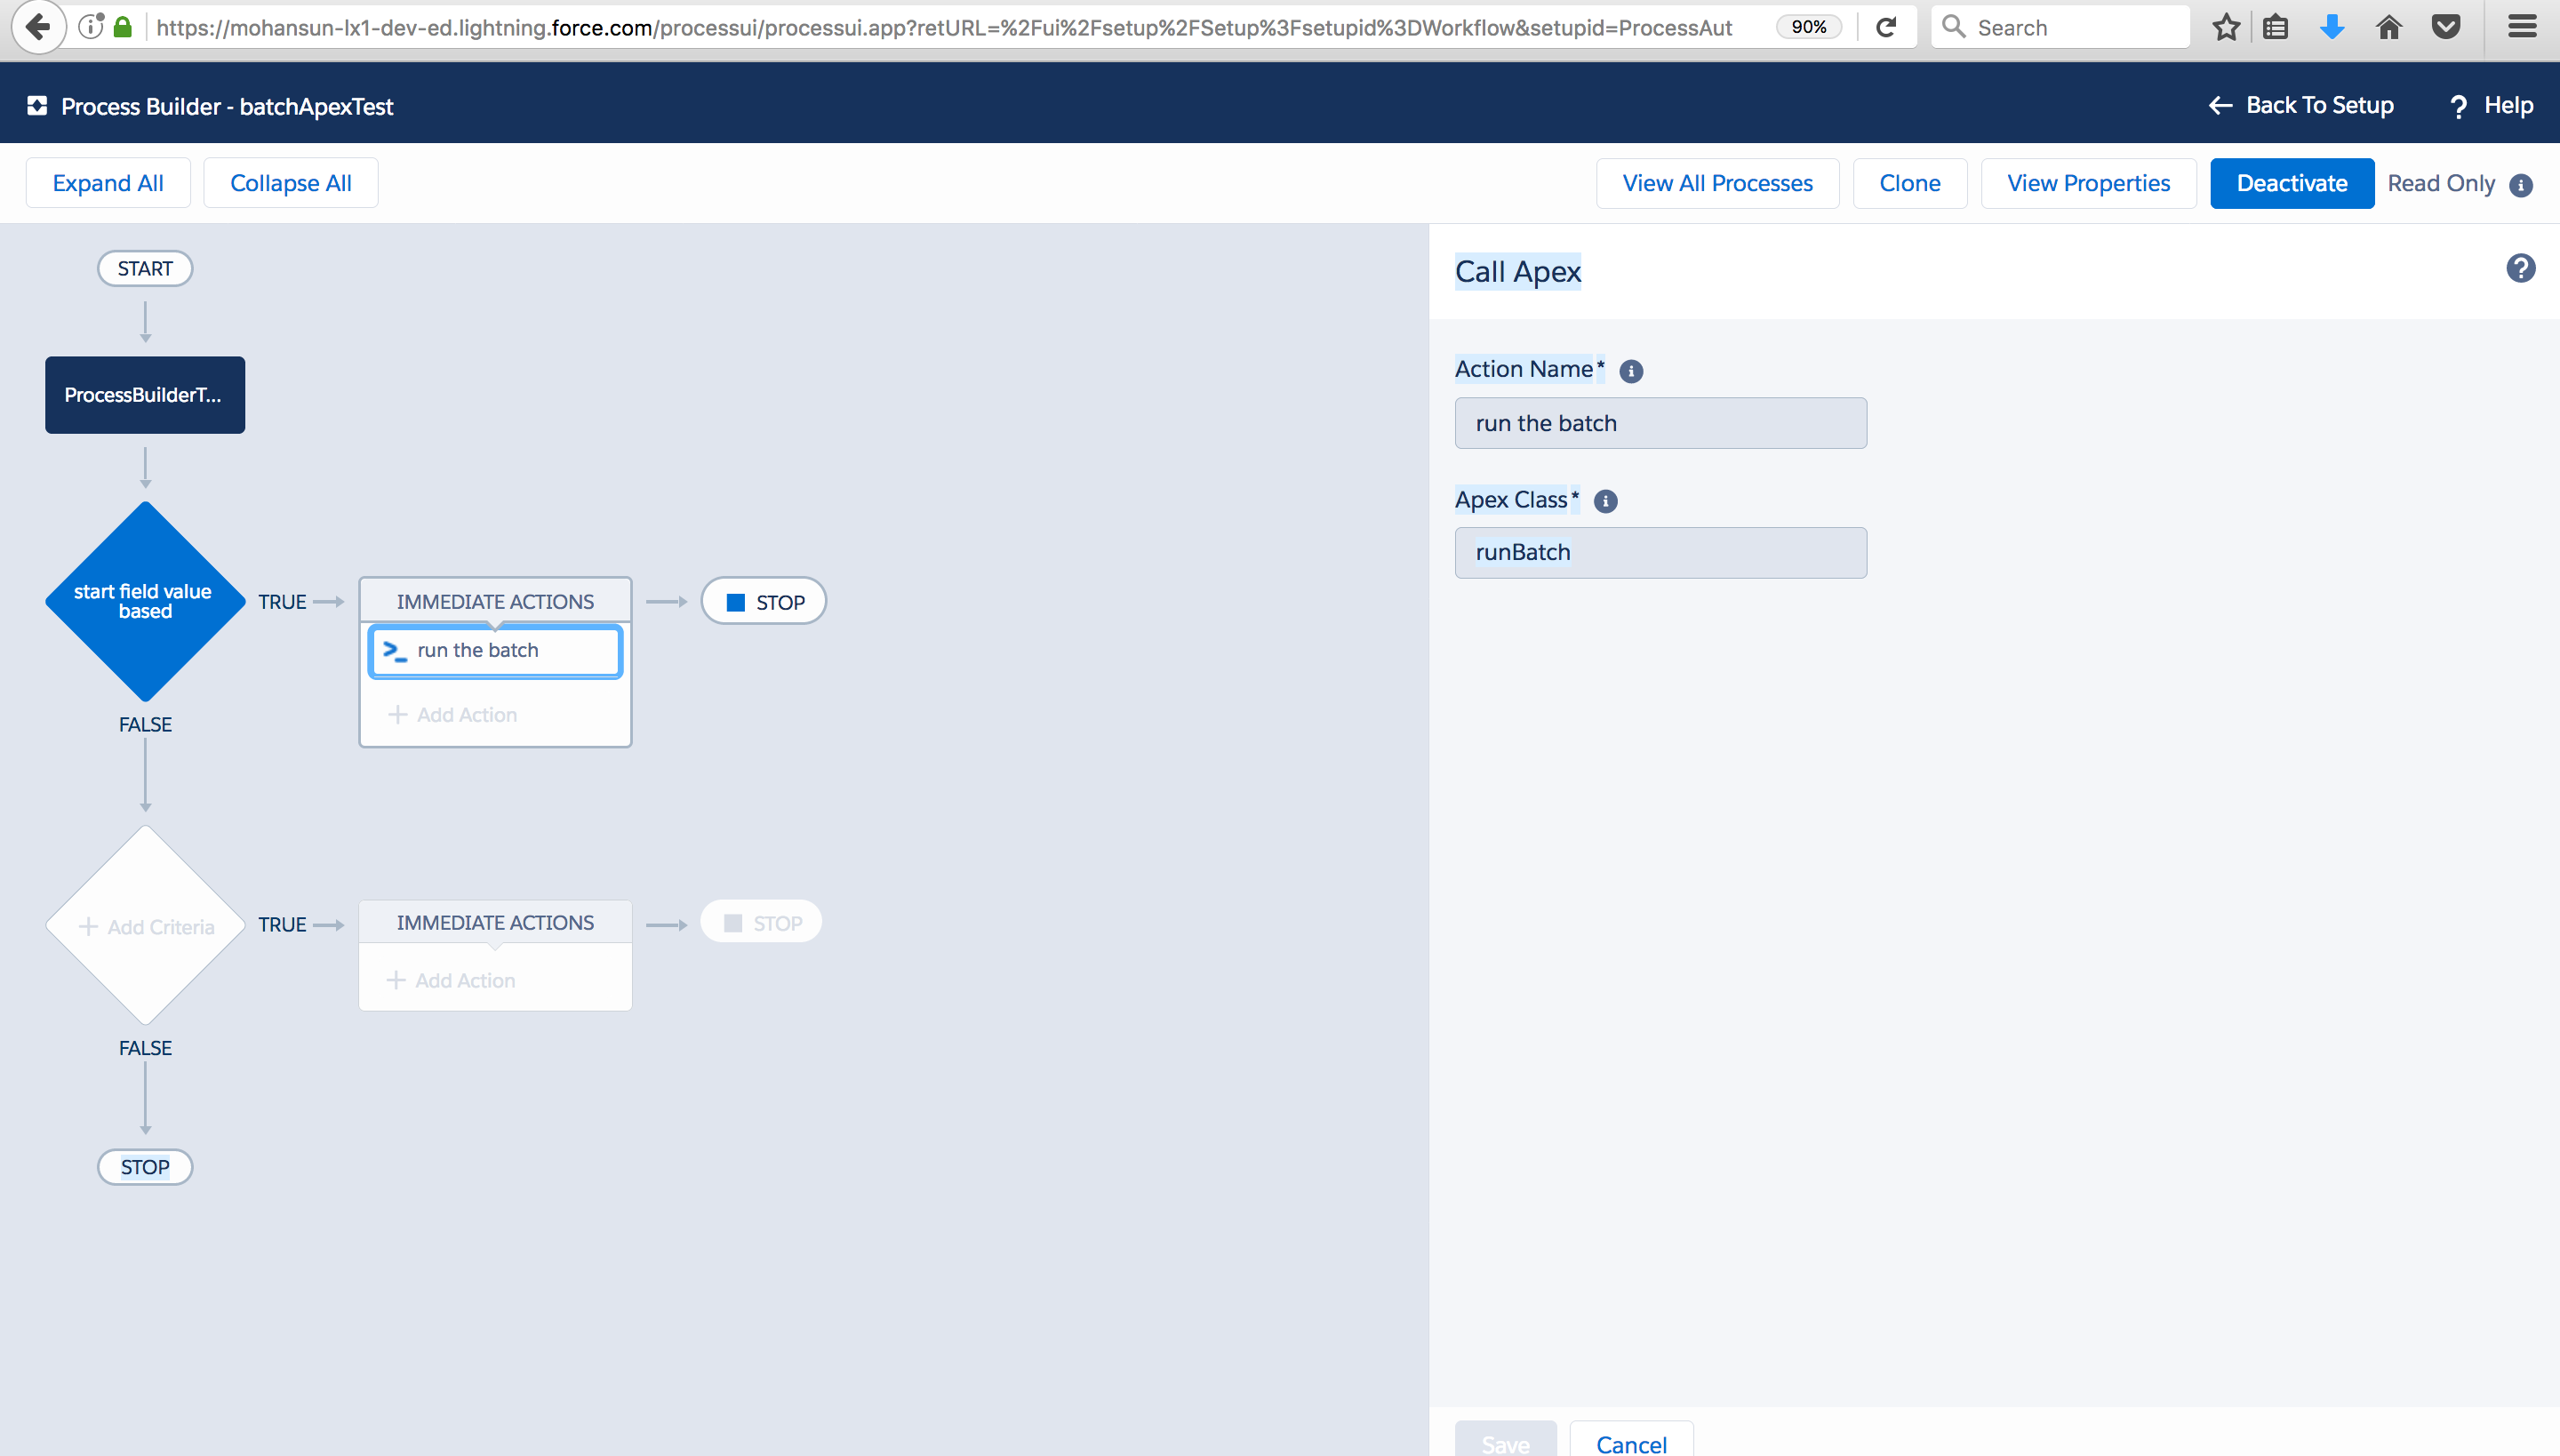 https://mohansun-lx1-dev-ed.lightning.force.com/processui/processui.app?retURL=%2Fui%2Fsetup%2FSetup%3Fsetupid%3DWorkflow&setupid=ProcessAut
90%
Search
Process Builder - batchApexTest
Back To Setup
? Help
Expand All
Collapse All
View All Processes
Clone
View Properties
Deactivate
Read Only
START
ProcessBuilderT...
start field value
based
TRUE
IMMEDIATE ACTIONS
STOP
run the batch
+ Add Action
FALSE
+ Add Criteria
TRUE
IMMEDIATE ACTIONS
STOP
+ Add Action
FALSE
STOP
Call Apex
Action Name*
run the batch
Apex Class*
runBatch
Save
Cancel